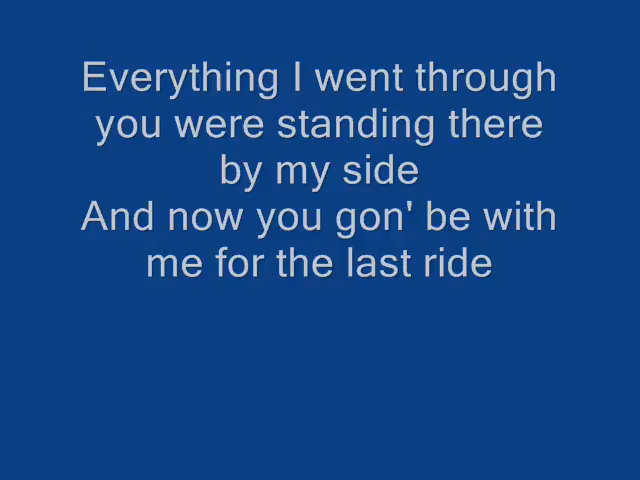 Everything I went through
you were standing there
by my side
And now you gon' be with
me for the last ride